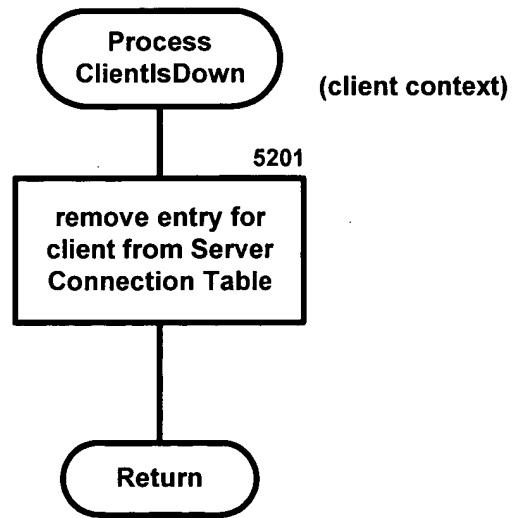 Process
ClientIsDown
(client context)
5201
remove entry for
client from Server
Connection Table
Return